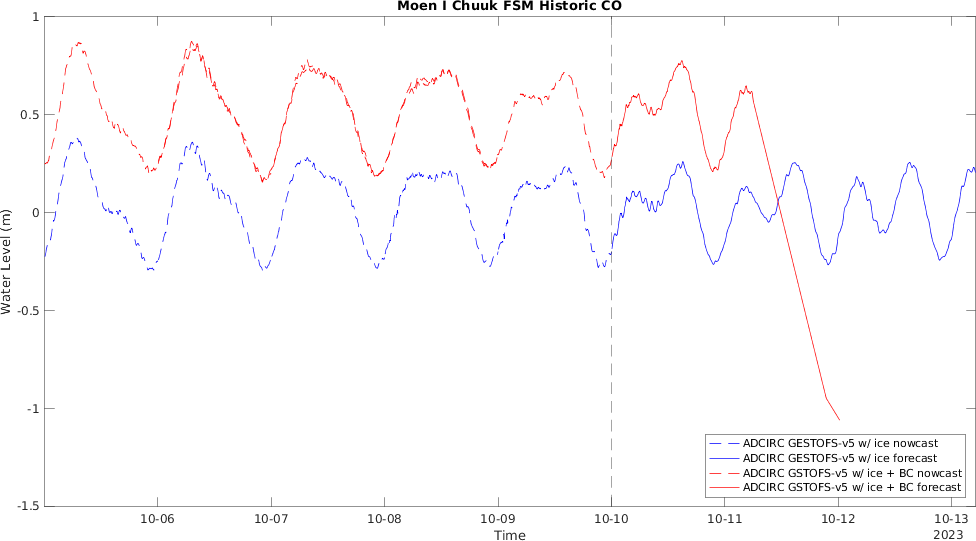 Moen I Chuuk FSM Historic CO
1
0.5
0
-0.5
-1
-1.5
Water Level (m)
10-06
10-07
10-08
10-09
10-10
10-11
10-12
10-13
Time
2023
ADCIRC GESTOFS-v5 w/ ice nowcast
ADCIRC GESTOFS-v5 w/ ice forecast
ADCIRC GSTOFS-v5 w/ ice + BC nowcast
ADCIRC GSTOFS-v5 w/ ice + BC forecast